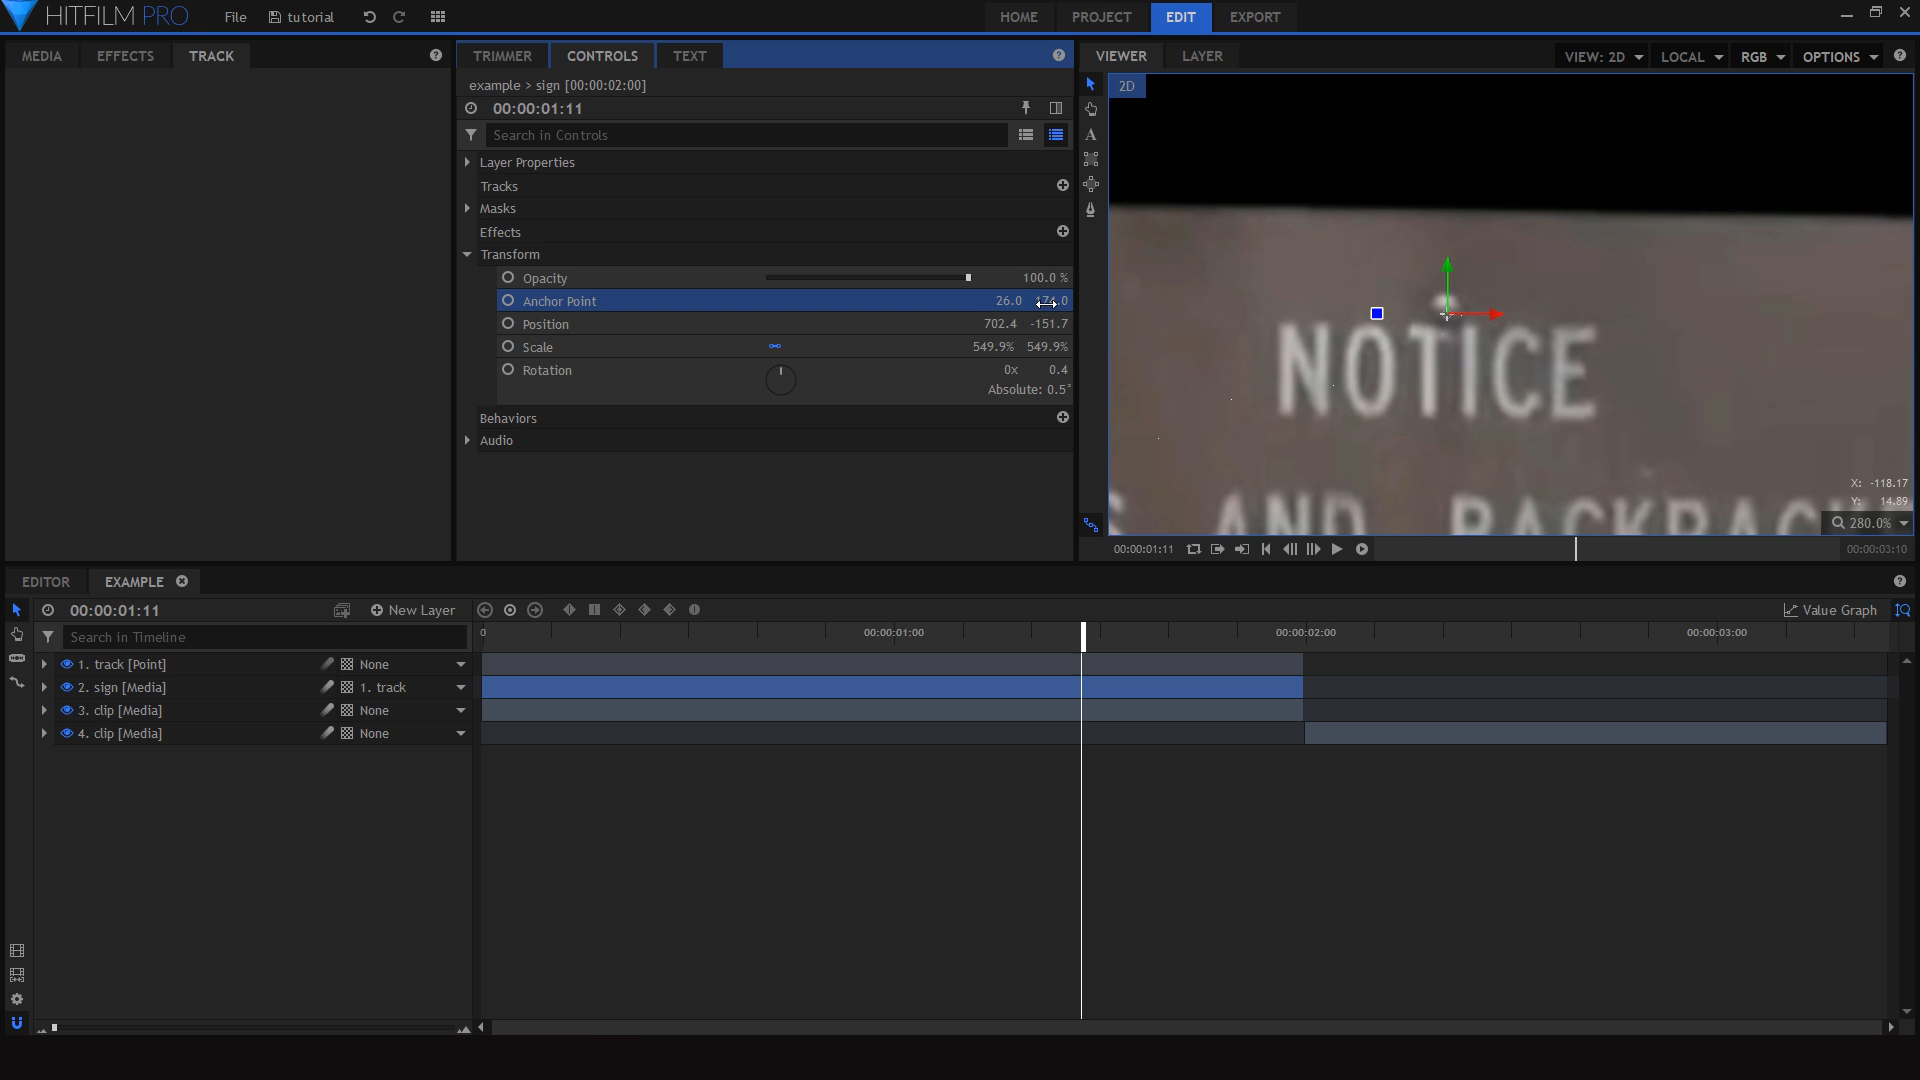 HITFILM PRO File tutorial HOME PROJECT EDIT EXPORT
MEDIA EFFECTS TRACK
TRIMMER CONTROLS TEXT
example > sign [00:00:02:00]
00:00:01:11
Search in Controls
Layer Properties
Tracks
Masks
Effects
Transform
Opacity 100.0 %
Anchor Point 26.0
Position 702.4 -151.7
Scale 549.9% 549.9%
Rotation 0x 0.4
Absolute: 0.5°
Behaviors
Audio
VIEWER LAYER VIEW: 2D LOCAL RGB OPTIONS
2D
NOTICE
AND BACKPAC
X: -118.17
Y: 14.89
280.0%
00:00:01:11 00:00:03:10
EDITOR EXAMPLE
00:00:01:11 New Layer Value Graph
Search in Timeline
0 00:00:01:00 00:00:02:00 00:00:03:00
1. track [Point] None
2. sign [Media] 1. track
3. clip [Media] None
4. clip [Media] None